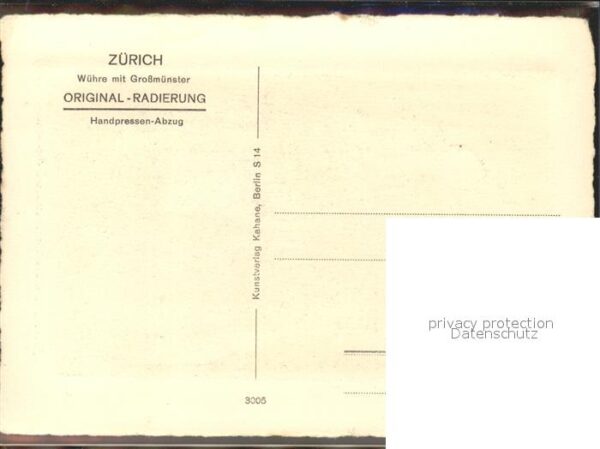 ZÜRICH
Wühre mit Großmünster
ORIGINAL-RADIERUNG
Handpressen-Abzug
Kunstverlag Kahane, Berlin S 14
3005
privacy protection
Datenschutz